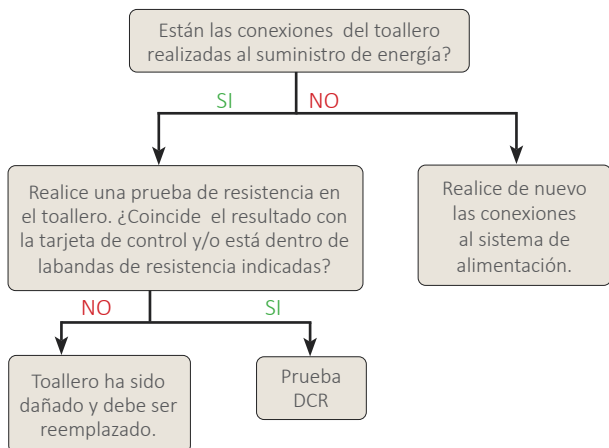 Están las conexiones del toallero
realizadas al suministro de energía?
SI
NO
Realice una prueba de resistencia en
el toallero. ¿Coincide el resultado con
la tarjeta de control y/o está dentro de
labandas de resistencia indicadas?
Realice de nuevo
las conexiones
al sistema de
alimentación.
NO
SI
Toallero ha sido
dañado y debe ser
reemplazado.
Prueba
DCR